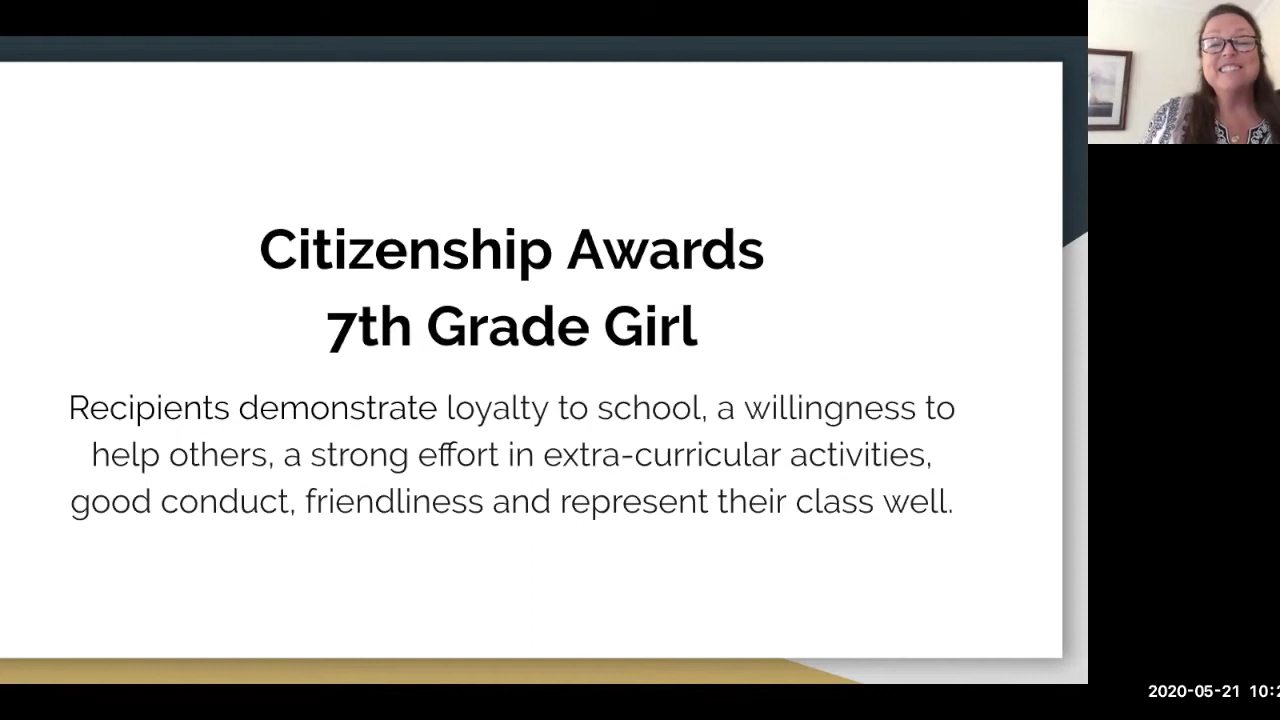 Citizenship Awards
7th Grade Girl
Recipients demonstrate loyalty to school, a willingness to
help others, a strong effort in extra-curricular activities,
good conduct, friendliness and represent their class well.
2020-05-21 10:2